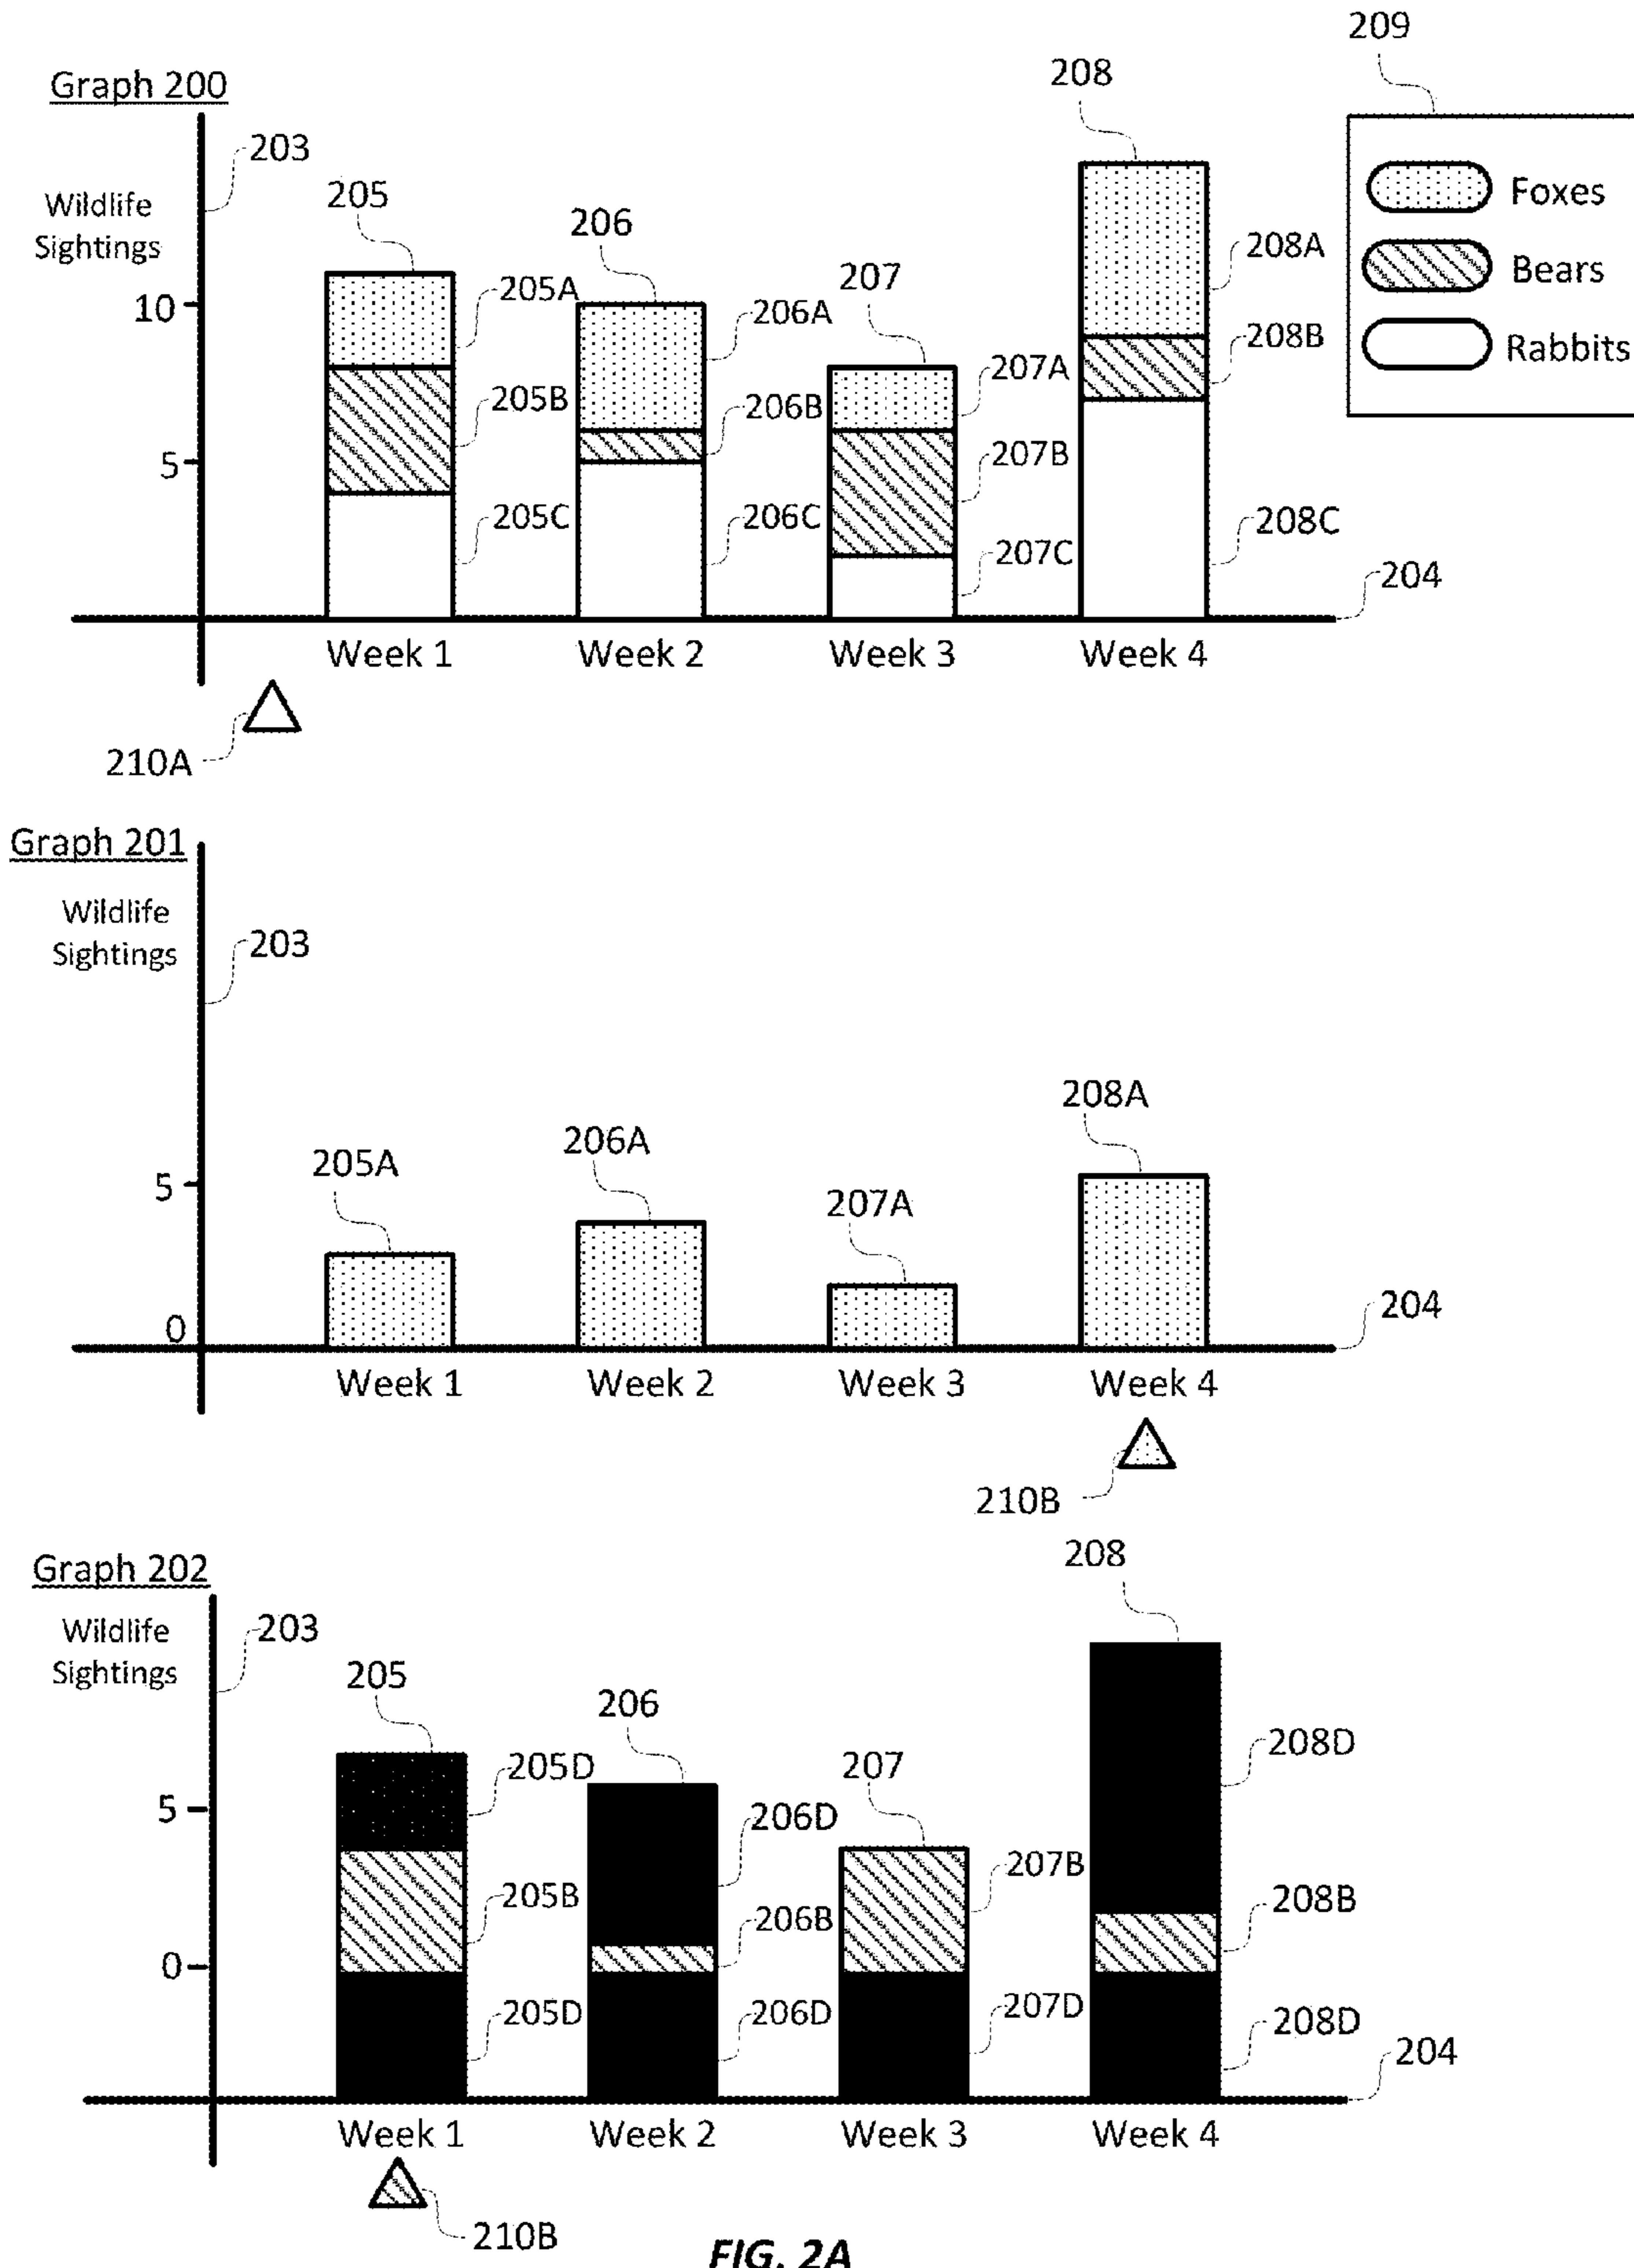 209
208
Graph 200
203
Wildlife
Sightings
205
206
207
Foxes
Bears
Rabbits
208A
208B
10
205A
206A
207A
5
205B
206B
207B
205C
206C
207C
208C
204
Week 1
Week 2
Week 3
Week 4
210A
Graph 201
Wildlife
Sightings
203
208A
206A
205A
207A
5
0
204
Week 1
Week 2
Week 3
Week 4
210B
208
Graph 202
Wildlife
Sightings
203
205
206
207
205D
206D
208D
5
207B
205B
206B
208B
0
205D
206D
207D
208D
204
Week 1
Week 2
Week 3
Week 4
210B
FIG. 2A